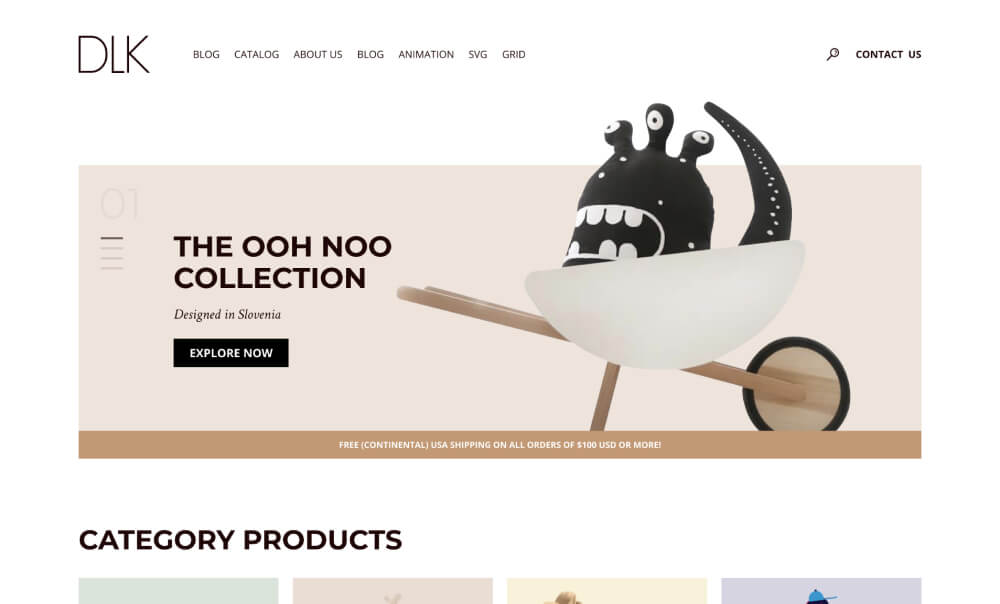 DLK
BLOG CATALOG ABOUT US BLOG ANIMATION SVG GRID
CONTACT US
01
THE OOH NOO
COLLECTION
Designed in Slovenia
EXPLORE NOW
FREE (CONTINENTAL) USA SHIPPING ON ALL ORDERS OF $100 USD OR MORE!
CATEGORY PRODUCTS